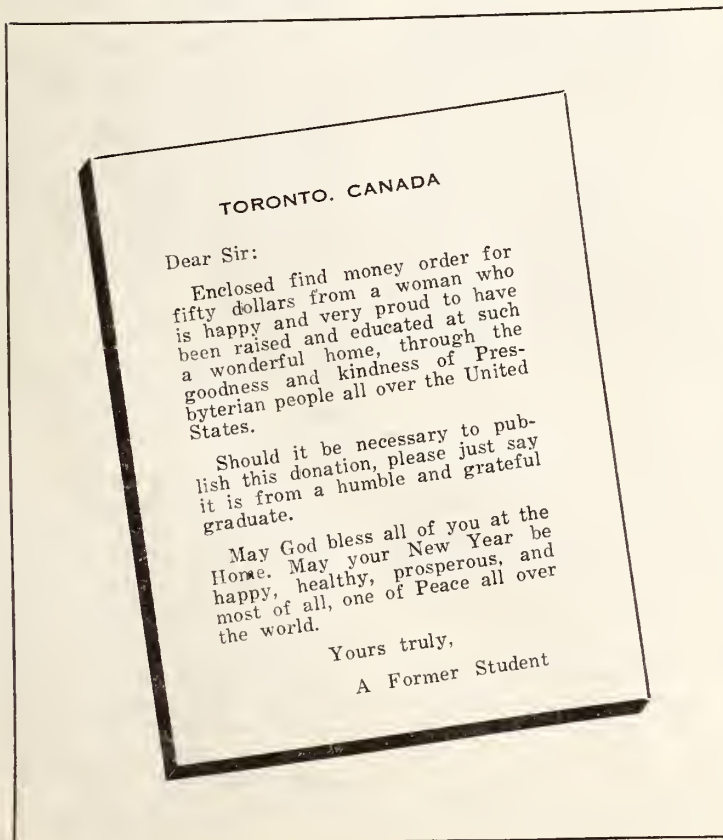 TORONTO. CANADA
Dear Sir:
Enclosed find money order for
fifty dollars from a woman who
is happy and very proud to have
been raised and educated at such
a wonderful home, through the
goodness and kindness of Pres-
byterian people all over the United
States.
Should it be necessary to pub-
lish this donation, please just say
it is from a humble and grateful
graduate.
May God bless all of you at the
Home. May your New Year be
happy, healthy, prosperous, and
most of all, one of Peace all over
the world.
Yours truly,
A Former Student